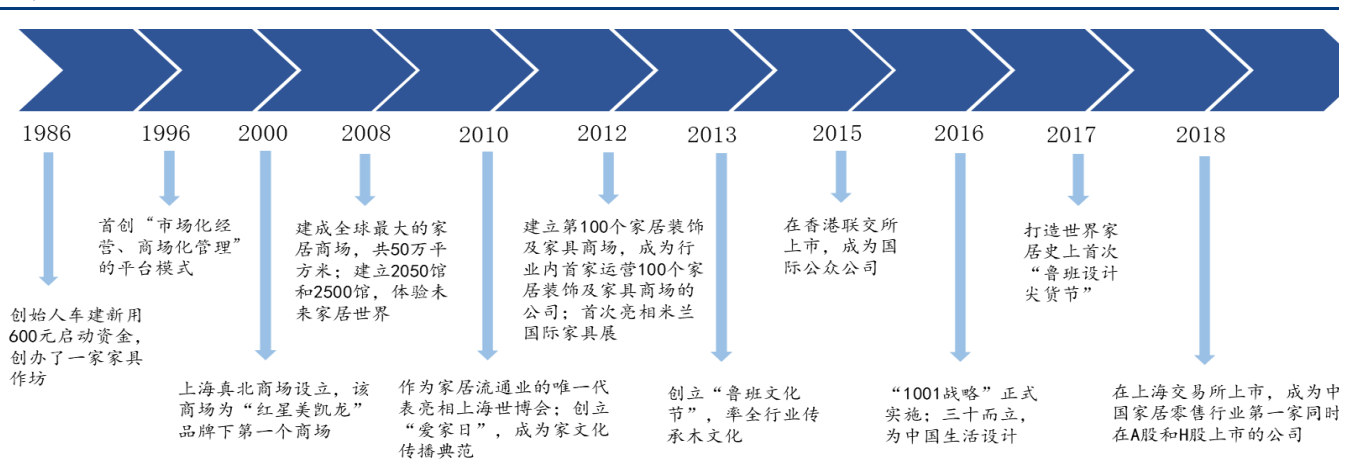 1986
1996
2000
2008
2010
2012
2013
2015
2016
2017
2018
创始人车建新用
600元启动资金，
创办了一家家具
作坊
首创“市场化经
营、商场化管理”
的平台模式
上海真北商场设立，该
商场为“红星美凯龙”
品牌下第一个商场
建成全球最大的家
居商场，共50万平
方米；建立2050馆
和2500馆，体验未
来家居世界
作为家居流通业的唯一代
表亮相上海世博会；创立
“爱家日”，成为家文化
传播典范
建立第100个家居装饰
及家具商场，成为行
业内首家运营100个家
居装饰及家具商场的
公司；首次亮相米兰
国际家具展
创立“鲁班文化
节”，率全行业传
承木文化
在香港联交所
上市，成为国
际公众公司
“1001战略”正式
实施；三十而立，
为中国生活设计
打造世界家
居史上首次
“鲁班设计
尖货节”
在上海交易所上市，成为中
国家居零售行业第一家同时
在A股和H股上市的公司